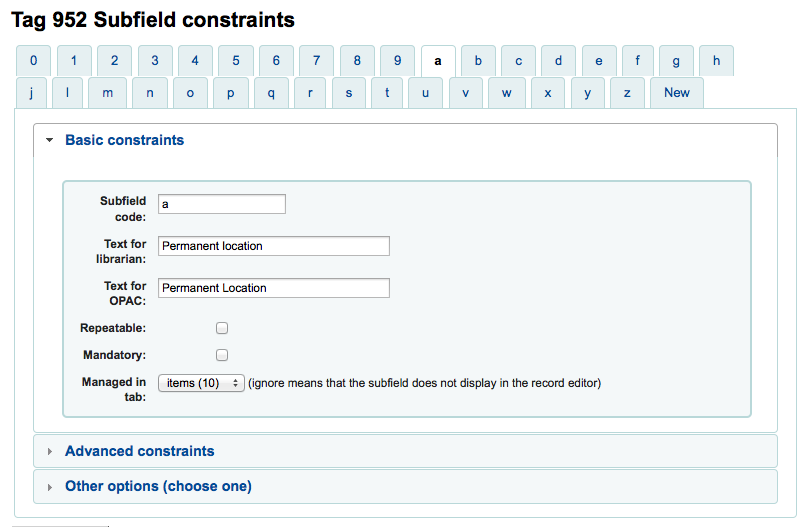 Tag 952 Subfield constraints
0 1 2 3 4 5 6 7 8 9 a b c d e f g h
j l m n o p q r s t u v w x y z New
Basic constraints
Subfield
code: a
Text for
librarian: Permanent location
Text for
OPAC: Permanent Location
Repeatable:
Mandatory:
Managed in
tab: items (10) (ignore means that the subfield does not display in the record editor)
Advanced constraints
Other options (choose one)